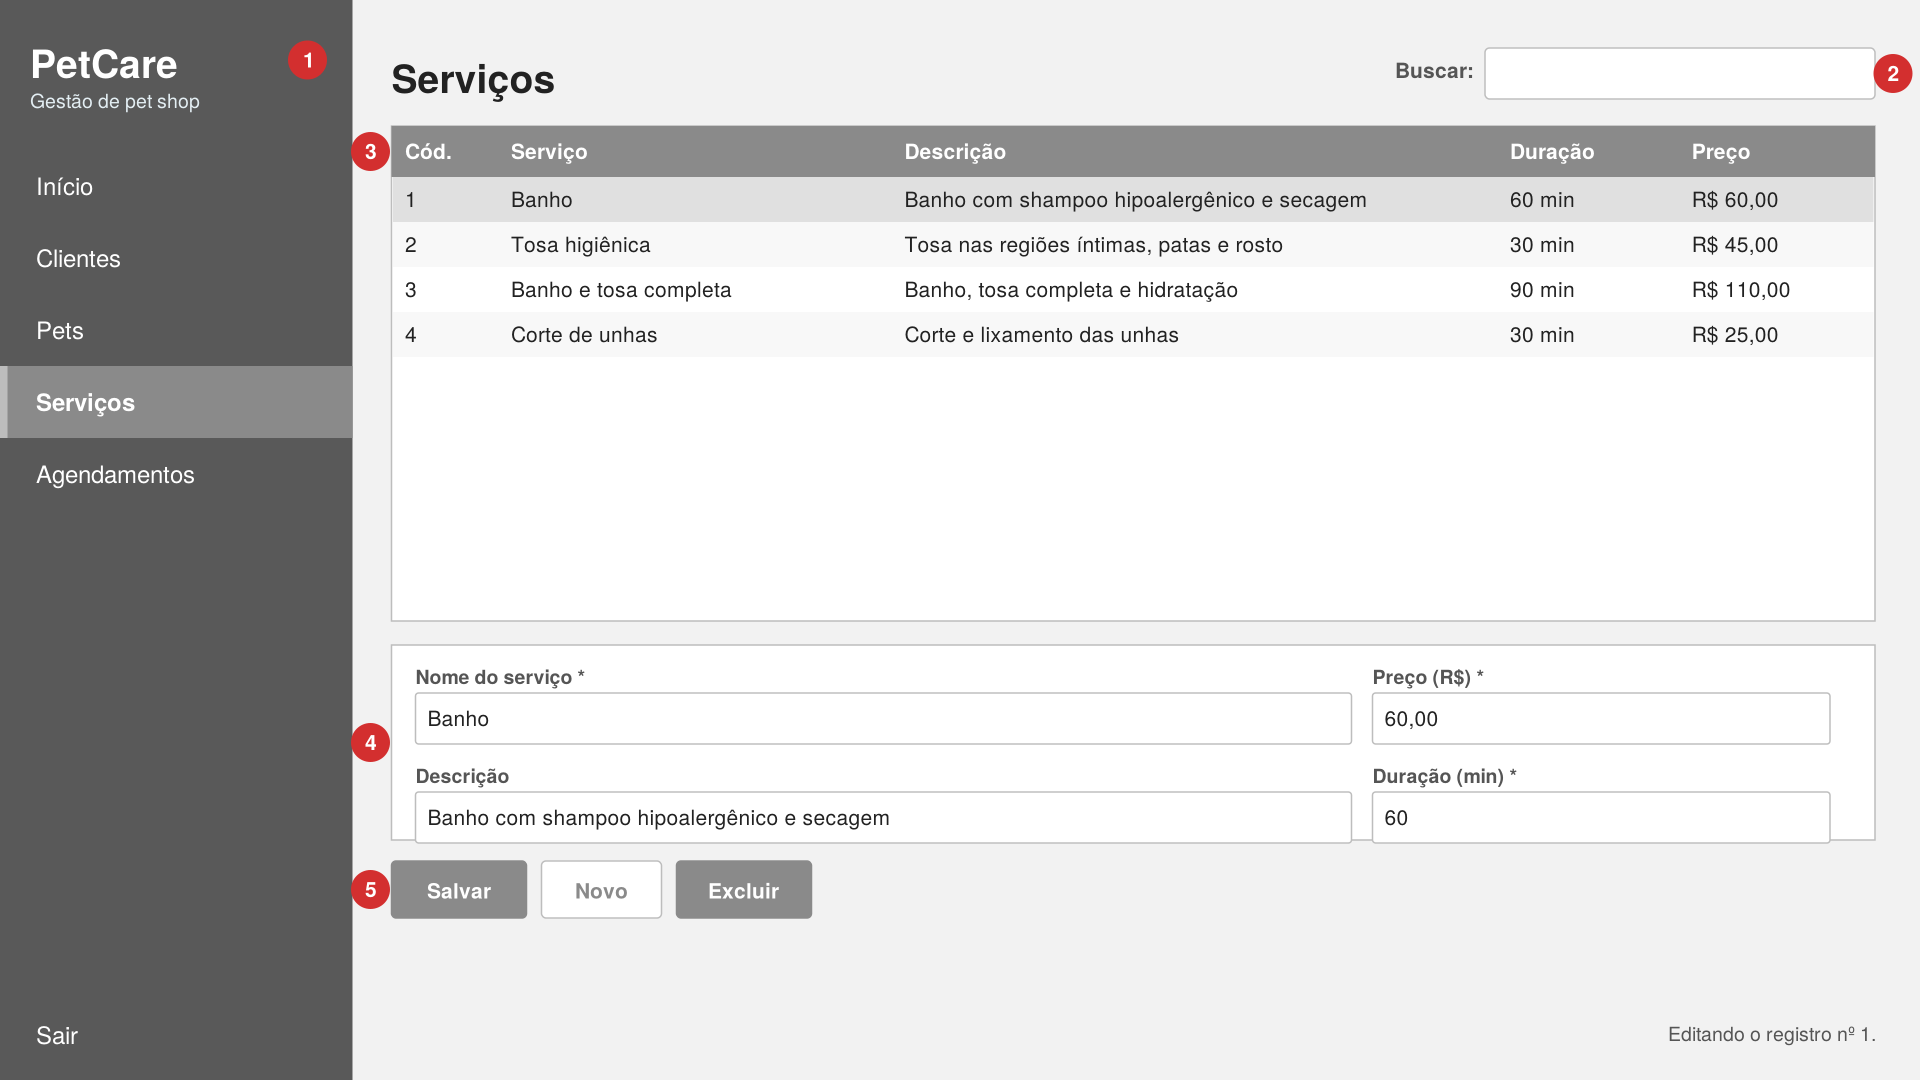 PetCare
1
Gestão de pet shop
Início
Clientes
Pets
Serviços
Agendamentos
Sair
Serviços
Buscar:
2
3
Cód. Serviço Descrição Duração Preço
1 Banho Banho com shampoo hipoalergênico e secagem 60 min R$ 60,00
2 Tosa higiênica Tosa nas regiões íntimas, patas e rosto 30 min R$ 45,00
3 Banho e tosa completa Banho, tosa completa e hidratação 90 min R$ 110,00
4 Corte de unhas Corte e lixamento das unhas 30 min R$ 25,00
4
Nome do serviço * Preço (R$) *
Banho 60,00
Descrição Duração (min) *
Banho com shampoo hipoalergênico e secagem 60
5
Salvar Novo Excluir
Editando o registro nº 1.